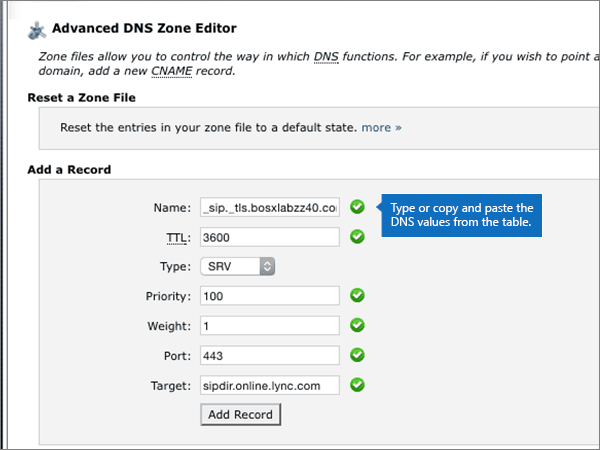 Advanced DNS Zone Editor
Zone files allow you to control the way in which DNS functions. For example, if you wish to point a
domain, add a new CNAME record.
Reset a Zone File
Reset the entries in your zone file to a default state. more »
Add a Record
Name: _sip._tls.bosxlabzz40.co
Type or copy and paste the
DNS values from the table.
TTL: 3600
Type: SRV
Priority: 100
Weight: 1
Port: 443
Target: sipdir.online.lync.com
Add Record